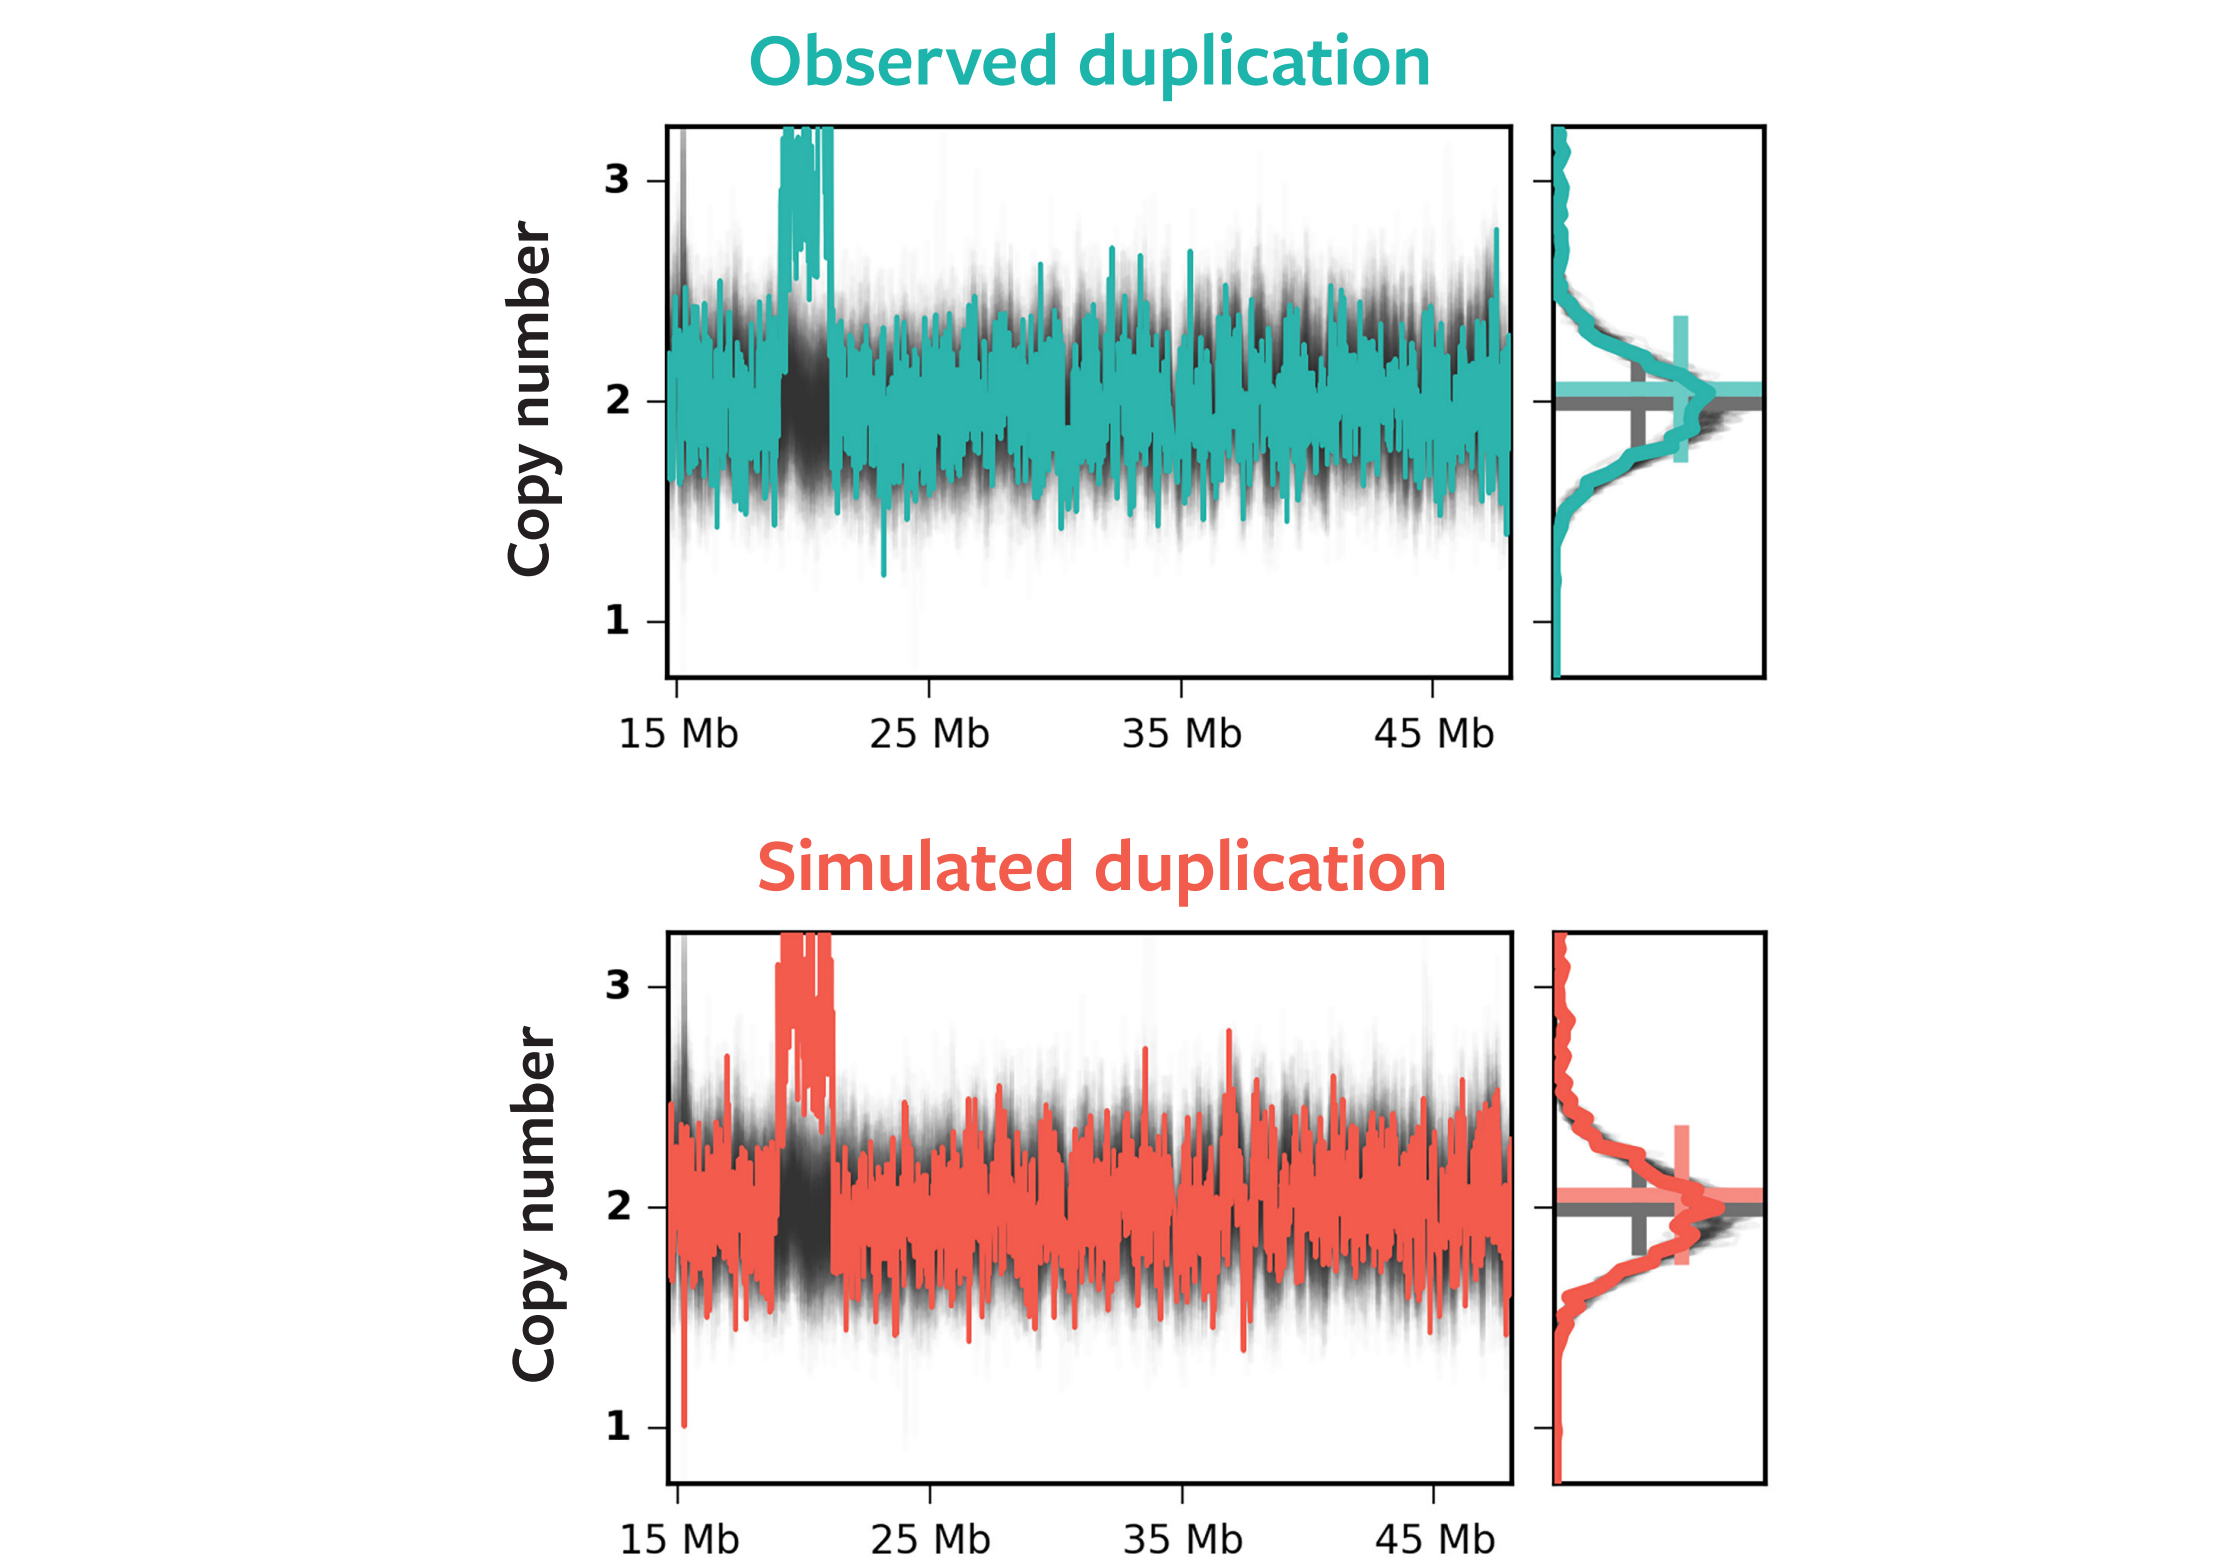 Observed duplication
Copy number
3
2
1
15 Mb 25 Mb 35 Mb 45 Mb
Simulated duplication
Copy number
3
2
1
15 Mb 25 Mb 35 Mb 45 Mb